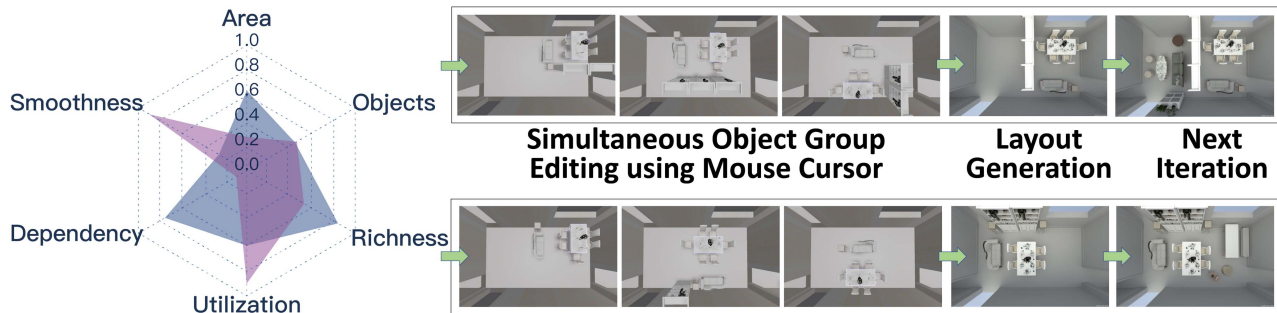 Area
1.0
0.8
0.6
0.4
0.2
0.0
Smoothness
Objects
Dependency
Richness
Utilization
Simultaneous Object Group
Editing using Mouse Cursor
Layout
Generation
Next
Iteration